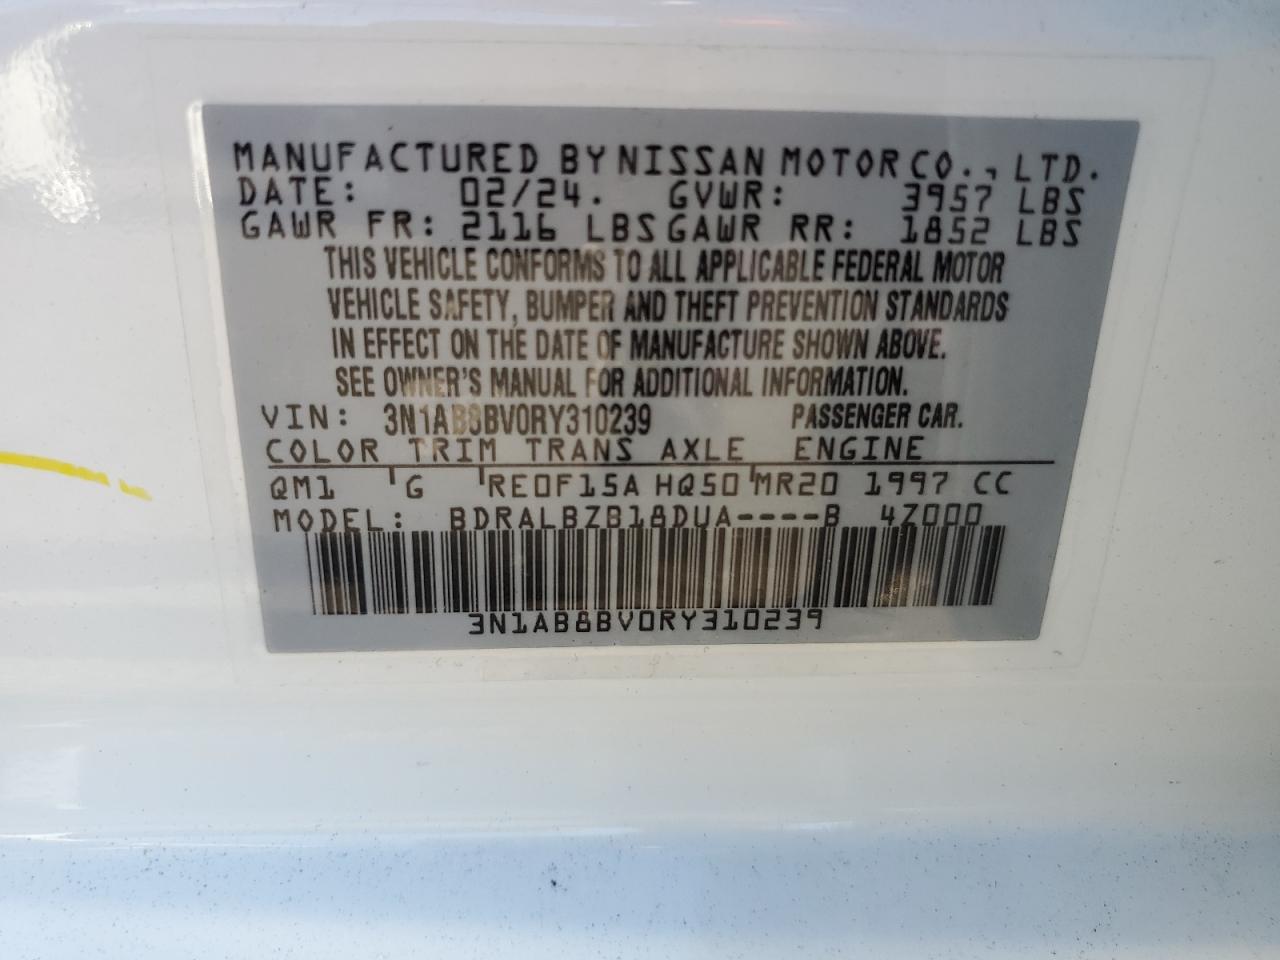 MANUFACTURED BY NISSAN MOTOR CO., LTD.
DATE: 02/24. GVWR: 3957 LBS
GAWR FR: 2116 LBS GAWR RR: 1852 LBS
THIS VEHICLE CONFORMS TO ALL APPLICABLE FEDERAL MOTOR
VEHICLE SAFETY, BUMPER AND THEFT PREVENTION STANDARDS
IN EFFECT ON THE DATE OF MANUFACTURE SHOWN ABOVE.
SEE OWNER'S MANUAL FOR ADDITIONAL INFORMATION.
VIN: 3N1AB8BV0RY310239 PASSENGER CAR.
COLOR TRIM TRANS AXLE ENGINE
QM1 G RE0F15A HQ50 MR20 1997 CC
MODEL: BDRALBZB18DUA----B 4Z000
3N1AB8BV0RY310239